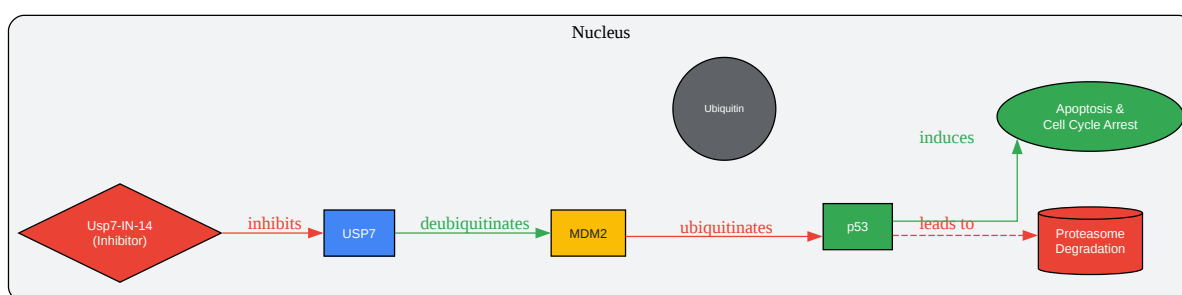 Nucleus
Ubiquitin
Apoptosis &
Cell Cycle Arrest
induces
Usp7-IN-14
(Inhibitor)
inhibits
USP7
deubiquitinates
MDM2
ubiquitinates
p53
leads to
Proteasome
Degradation